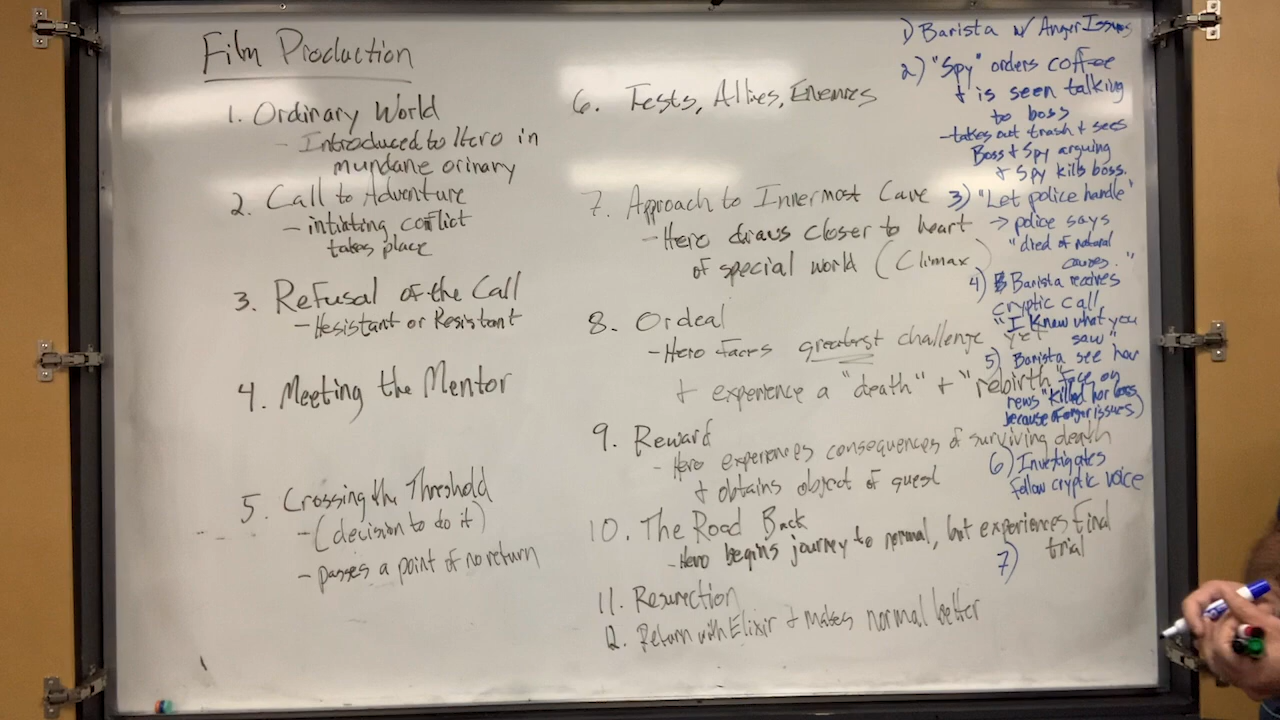 Film Production
1. Ordinary World
- Introduced to Hero in
mundane orinary
2. Call to Adventure
- intitating conflict
takes place
3. Refusal of the Call
- Hesistant or Resistant
4. Meeting the Mentor
5. Crossing the Threshold
- (decision to do it)
- passes a point of no return
6. Tests, Allies, Enemies
7. Approach to Innermost Cave
- Hero draws closer to heart
of special world (Climax)
8. Ordeal
- Hero faces greatest challenge yet
+ experience a "death" + "rebirth"
9. Reward
- Hero experiences consequences of surviving death
+ obtains object of quest
10. The Road Back
- Hero begins journey to normal, but experiences final
trial
11. Resurrection
12. Return with Elixir + makes normal better
1) Barista w/ Anger Issues
2) "Spy" orders coffee
+ is seen talking
to boss
- takes out trash + sees
Boss + Spy arguing
+ Spy kills boss.
3) "Let police handle"
→ police says
"died of natural
causes."
4) Barista receives
cryptic call
"I know what you
saw"
5) Barista see her
face on
news "killed her boss
because of anger issues)
6) Investigates
follow cryptic voice
7)